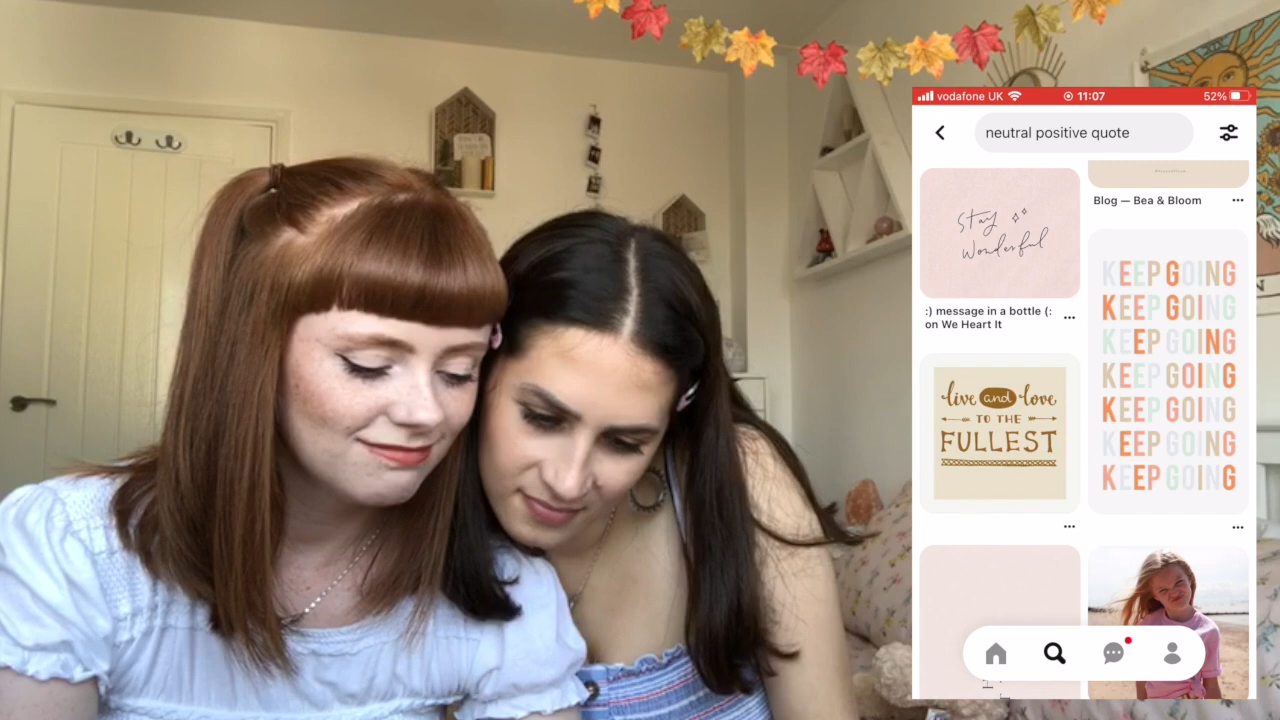 vodafone UK
11:07
52%
neutral positive quote
Stay
Wonderful
:) message in a bottle (:
on We Heart It
live and love
TO THE
FULLEST
Blog — Bea & Bloom
KEEP GOING
KEEP GOING
KEEP GOING
KEEP GOING
KEEP GOING
KEEP GOING
KEEP GOING